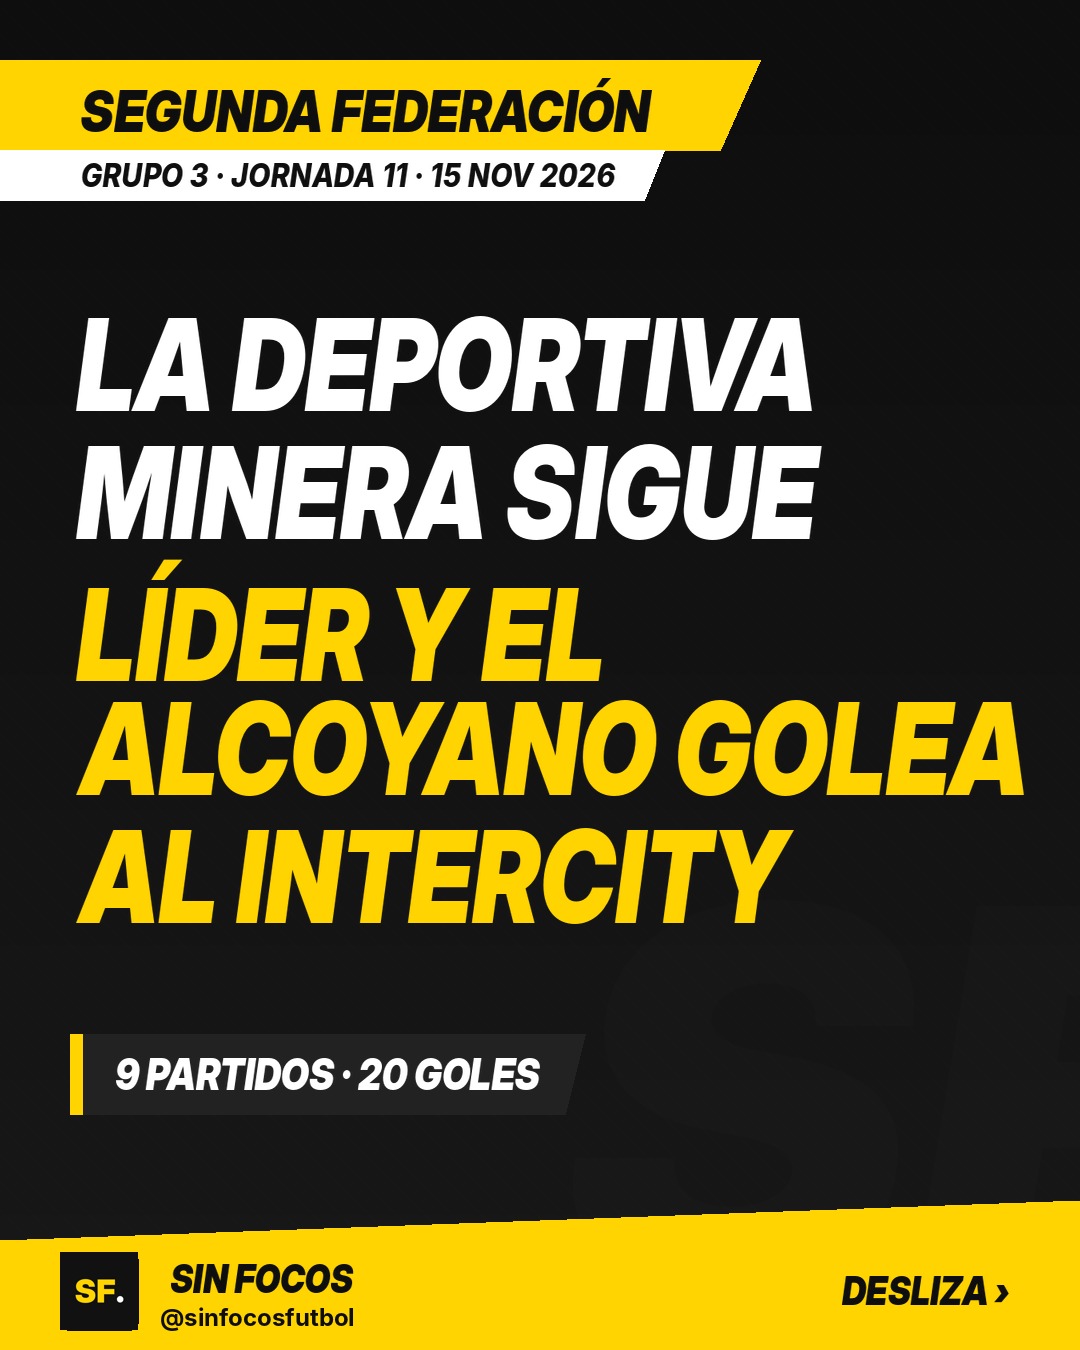 SEGUNDA FEDERACIÓN
GRUPO 3 · JORNADA 11 · 15 NOV 2026
LA DEPORTIVA
MINERA SIGUE
LÍDER Y EL
ALCOYANO GOLEA
AL INTERCITY
9 PARTIDOS · 20 GOLES
SF
SF.
SIN FOCOS
@sinfocosfutbol
DESLIZA ›